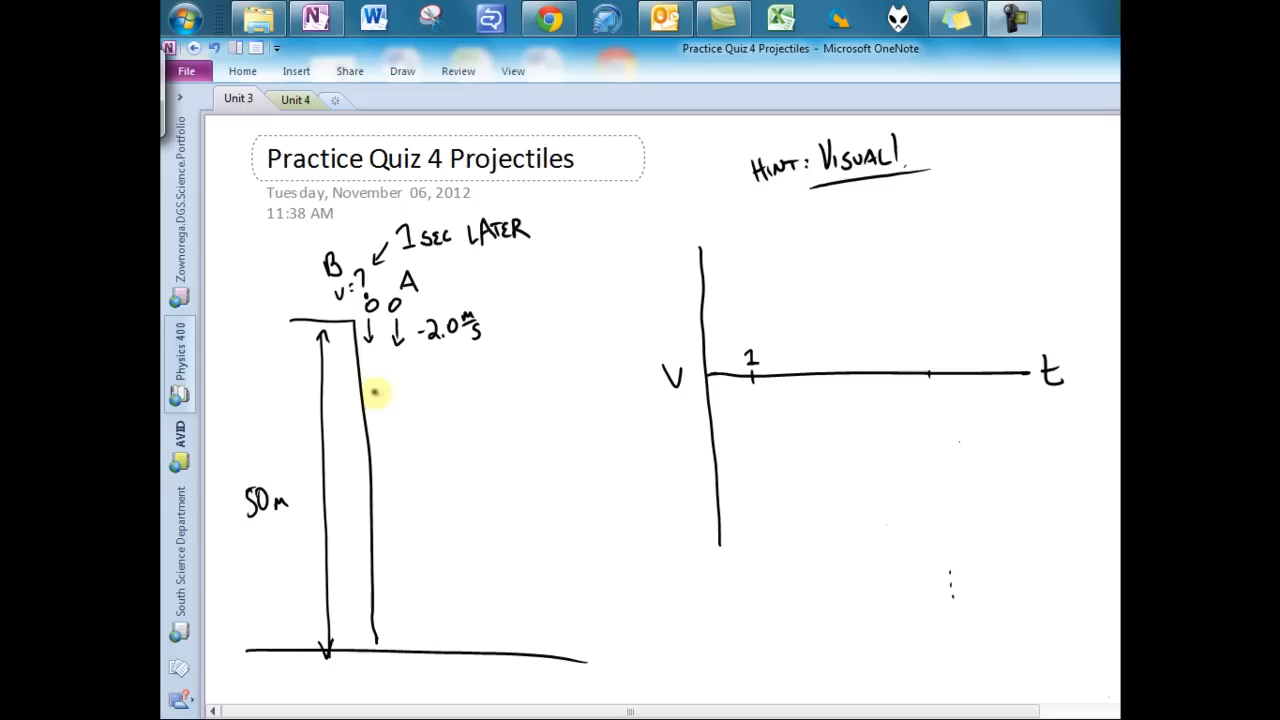 Practice Quiz 4 Projectiles - Microsoft OneNote
File Home Insert Share Draw Review View
Unit 3 Unit 4
Practice Quiz 4 Projectiles
Tuesday, November 06, 2012
11:38 AM
HINT: VISUAL!
1 SEC LATER
B
A
V=?
-2.0 m/s
50m
V
1
t
Zownorega.DGS.Science.Portfolio
Physics 400
AVID
South Science Department